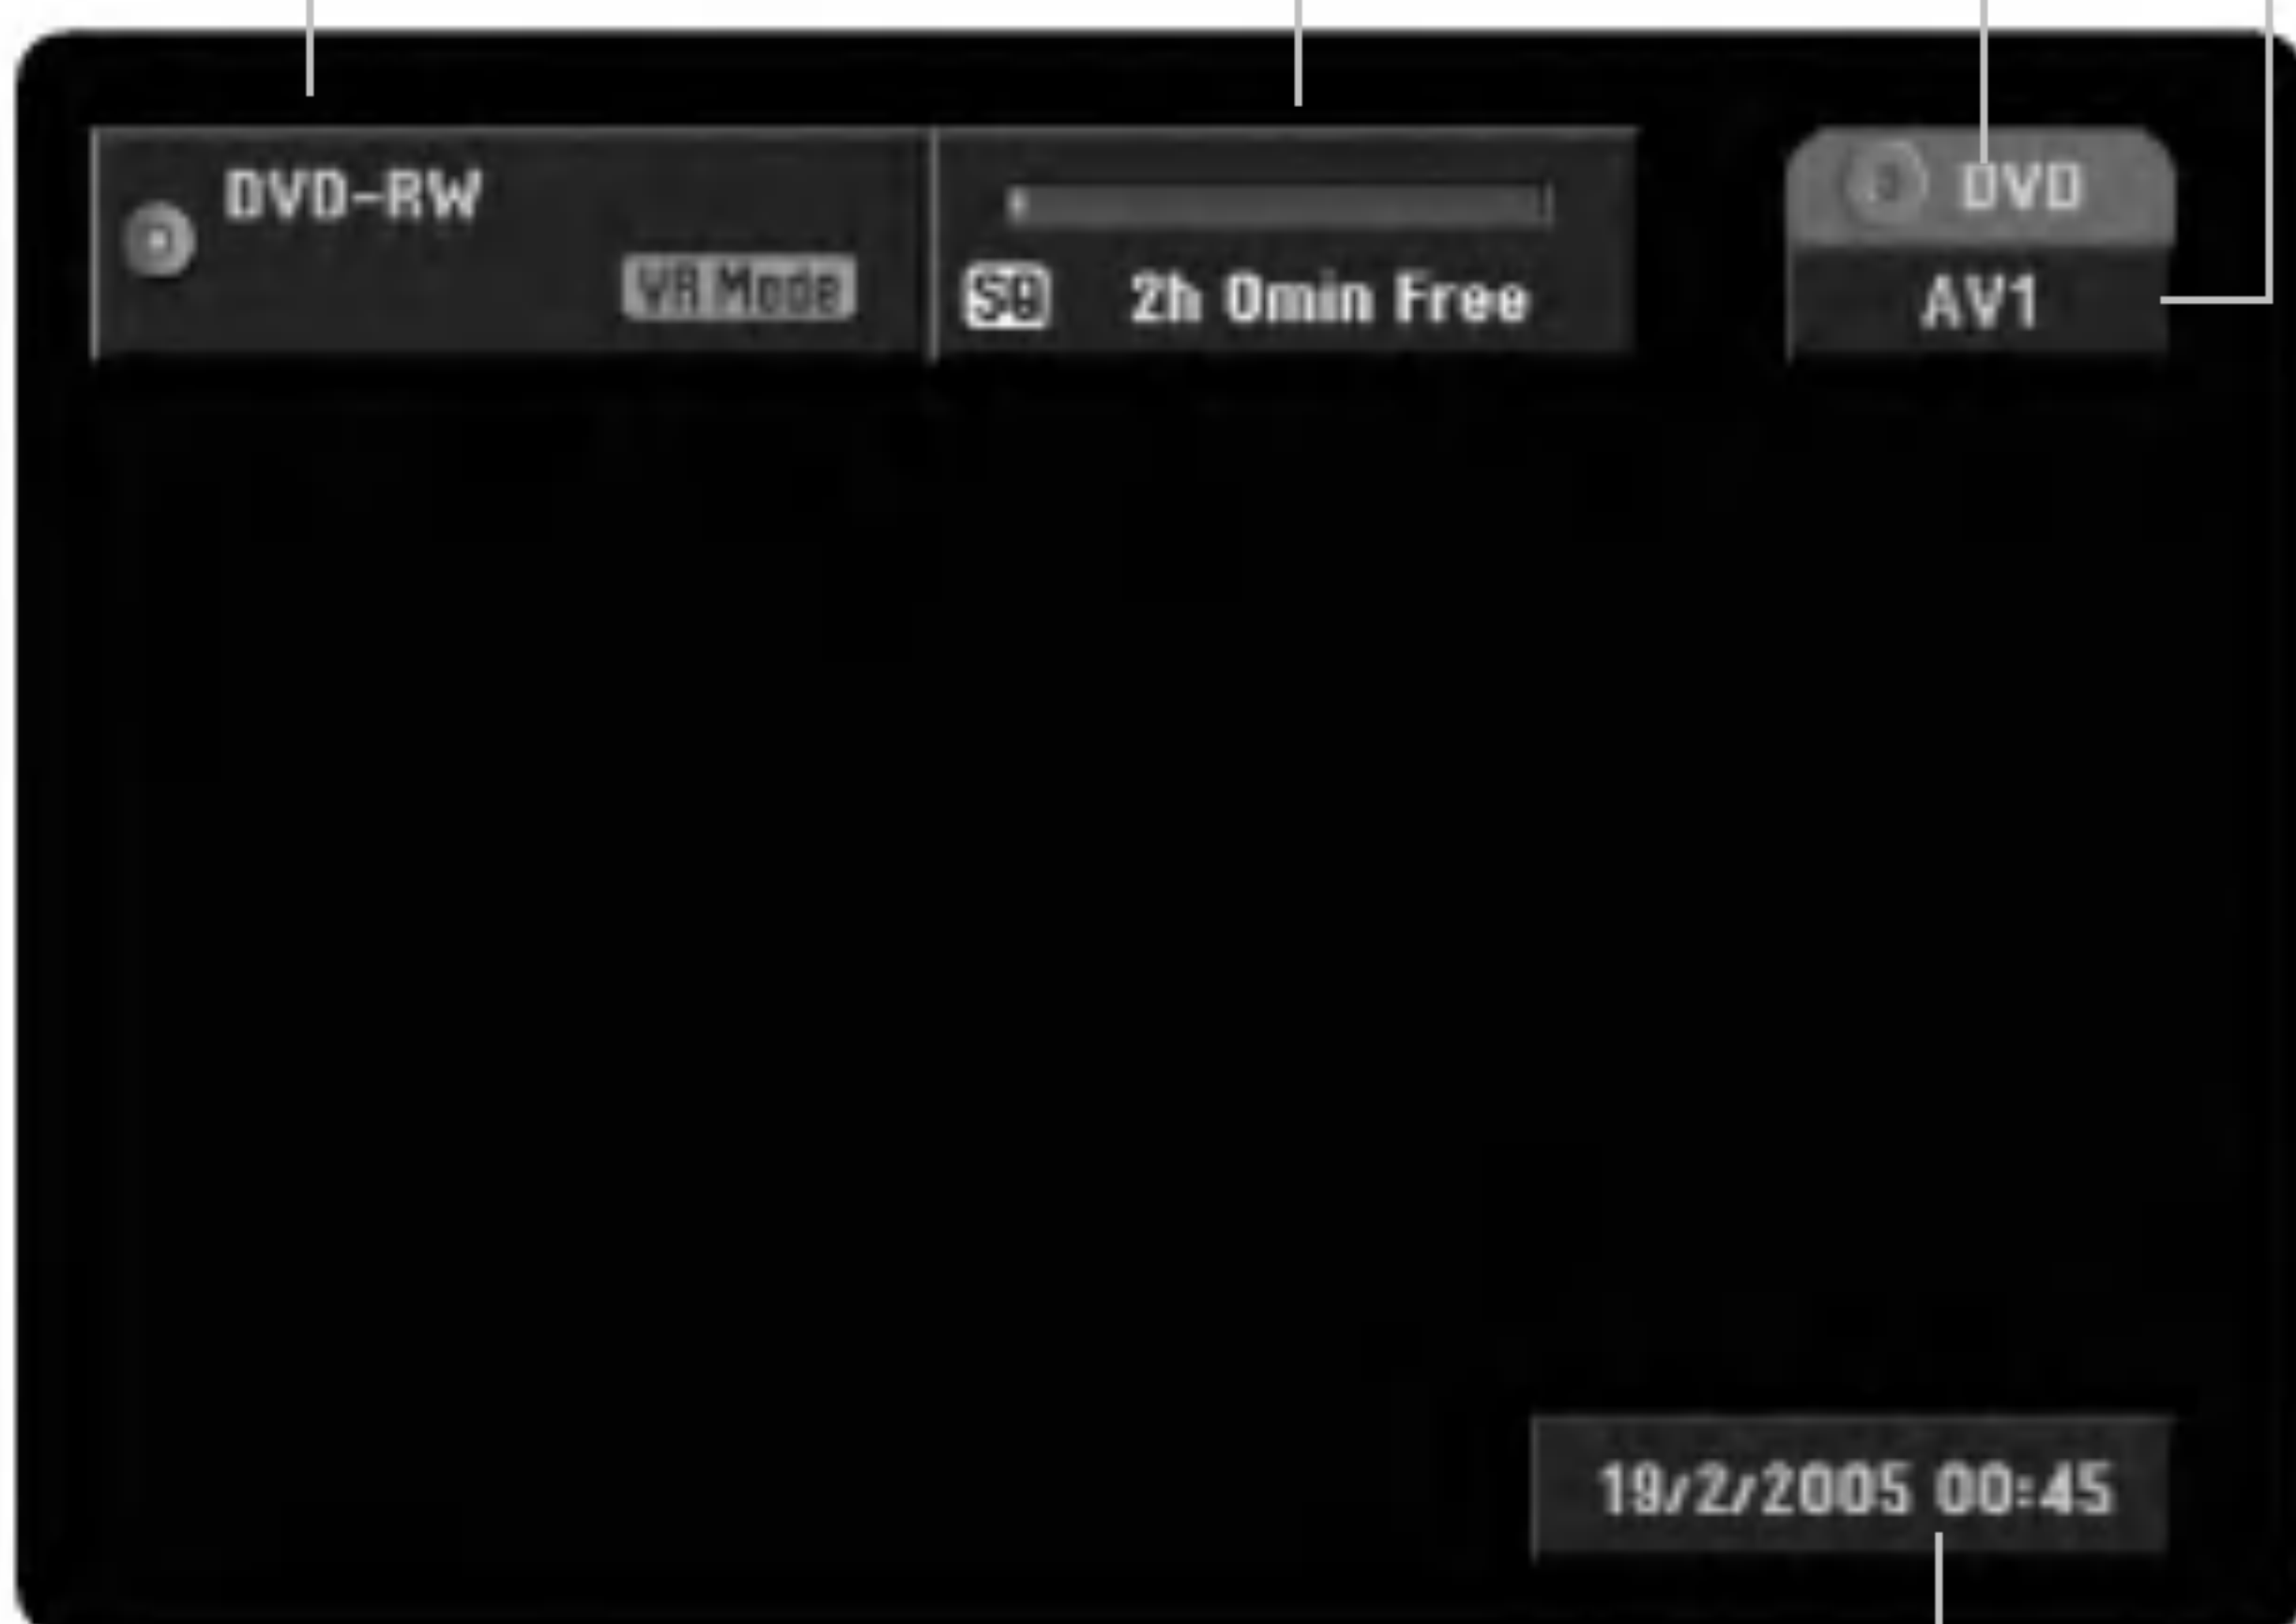 DVD-RW
VR Mode
SQ 2h 0min Free
DVD
AV1
19/2/2005 00:45